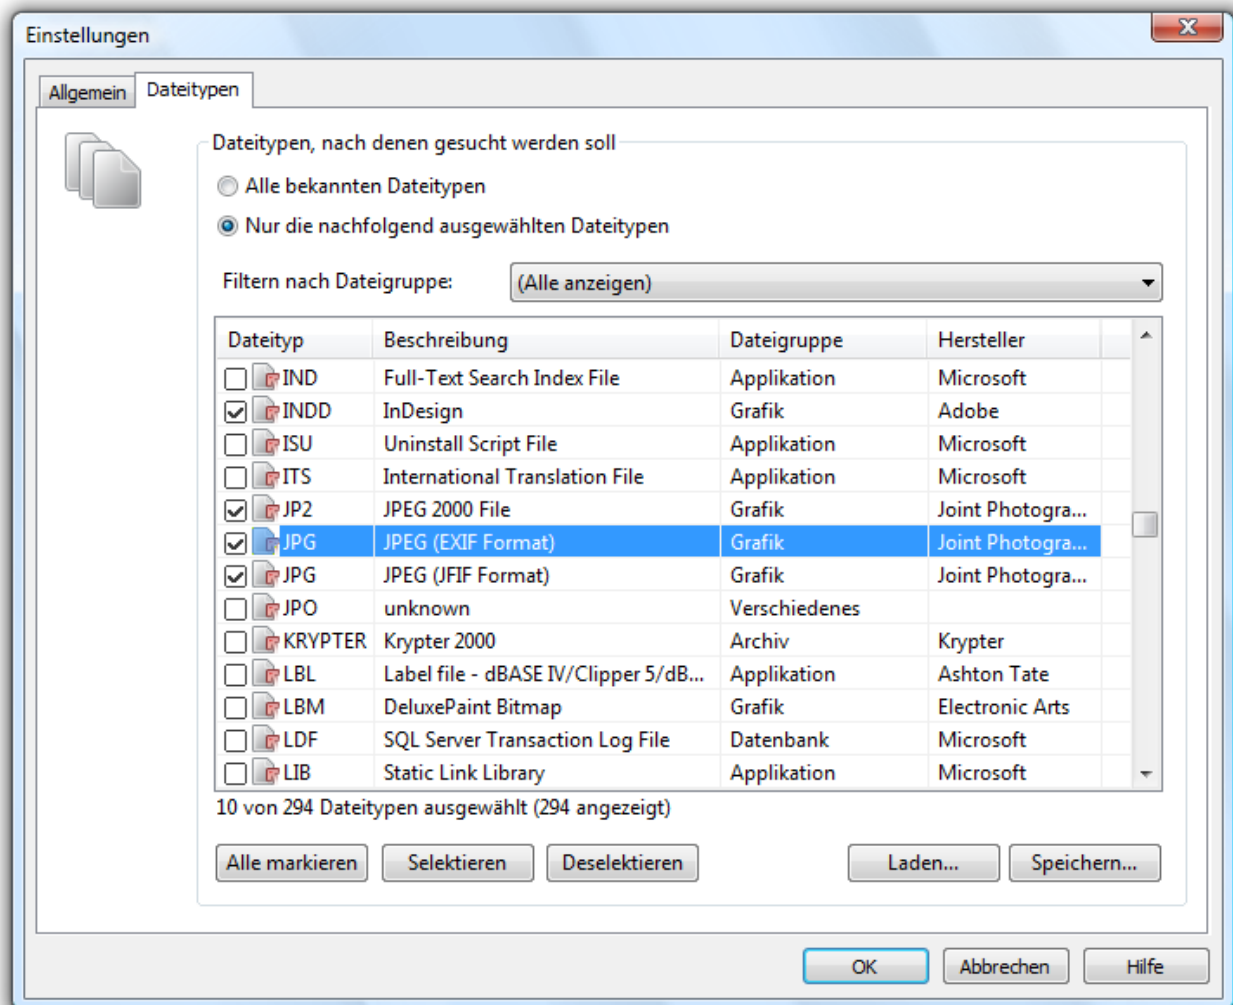 Einstellungen
Allgemein Dateitypen
Dateitypen, nach denen gesucht werden soll
Alle bekannten Dateitypen
Nur die nachfolgend ausgewählten Dateitypen
Filtern nach Dateigruppe: (Alle anzeigen)
Dateityp Beschreibung Dateigruppe Hersteller
IND Full-Text Search Index File Applikation Microsoft
INDD InDesign Grafik Adobe
ISU Uninstall Script File Applikation Microsoft
ITS International Translation File Applikation Microsoft
JP2 JPEG 2000 File Grafik Joint Photogra...
JPG JPEG (EXIF Format) Grafik Joint Photogra...
JPG JPEG (JFIF Format) Grafik Joint Photogra...
JPO unknown Verschiedenes
KRYPTER Krypter 2000 Archiv Krypter
LBL Label file - dBASE IV/Clipper 5/dB... Applikation Ashton Tate
LBM DeluxePaint Bitmap Grafik Electronic Arts
LDF SQL Server Transaction Log File Datenbank Microsoft
LIB Static Link Library Applikation Microsoft
10 von 294 Dateitypen ausgewählt (294 angezeigt)
Alle markieren Selektieren Deselektieren Laden... Speichern...
OK Abbrechen Hilfe